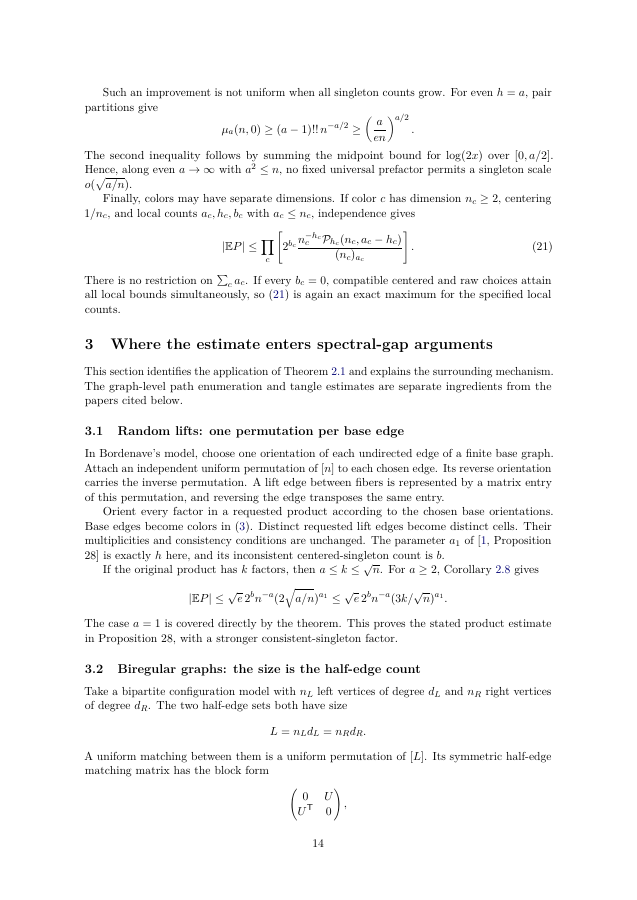 Such an improvement is not uniform when all singleton counts grow. For even h = a, pair
partitions give
μ_a(n, 0) ≥ (a − 1)!! n^{−a/2} ≥ (a/(en))^{a/2}.
The second inequality follows by summing the midpoint bound for log(2x) over [0, a/2].
Hence, along even a → ∞ with a² ≤ n, no fixed universal prefactor permits a singleton scale
o(√(a/n)).
Finally, colors may have separate dimensions. If color c has dimension n_c ≥ 2, centering
1/n_c, and local counts a_c, h_c, b_c with a_c ≤ n_c, independence gives
|𝔼P| ≤ ∏_c [2^{b_c} n_c^{−h_c} 𝒫_{h_c}(n_c, a_c − h_c) / (n_c)_{a_c}]. (21)
There is no restriction on ∑_c a_c. If every b_c = 0, compatible centered and raw choices attain
all local bounds simultaneously, so (21) is again an exact maximum for the specified local
counts.
3 Where the estimate enters spectral-gap arguments
This section identifies the application of Theorem 2.1 and explains the surrounding mechanism.
The graph-level path enumeration and tangle estimates are separate ingredients from the
papers cited below.
3.1 Random lifts: one permutation per base edge
In Bordenave's model, choose one orientation of each undirected edge of a finite base graph.
Attach an independent uniform permutation of [n] to each chosen edge. Its reverse orientation
carries the inverse permutation. A lift edge between fibers is represented by a matrix entry
of this permutation, and reversing the edge transposes the same entry.
Orient every factor in a requested product according to the chosen base orientations.
Base edges become colors in (3). Distinct requested lift edges become distinct cells. Their
multiplicities and consistency conditions are unchanged. The parameter a₁ of [1, Proposition
28] is exactly h here, and its inconsistent centered-singleton count is b.
If the original product has k factors, then a ≤ k ≤ √n. For a ≥ 2, Corollary 2.8 gives
|𝔼P| ≤ √e 2^b n^{−a}(2√(a/n))^{a₁} ≤ √e 2^b n^{−a}(3k/√n)^{a₁}.
The case a = 1 is covered directly by the theorem. This proves the stated product estimate
in Proposition 28, with a stronger consistent-singleton factor.
3.2 Biregular graphs: the size is the half-edge count
Take a bipartite configuration model with n_L left vertices of degree d_L and n_R right vertices
of degree d_R. The two half-edge sets both have size
L = n_L d_L = n_R d_R.
A uniform matching between them is a uniform permutation of [L]. Its symmetric half-edge
matching matrix has the block form
( 0 U
U^⊤ 0 ),
14